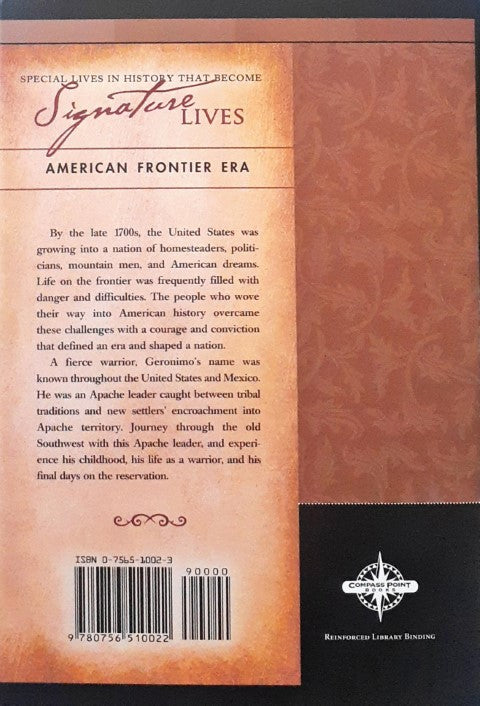 SPECIAL LIVES IN HISTORY THAT BECOME
Signature
LIVES
AMERICAN FRONTIER ERA
By the late 1700s, the United States was
growing into a nation of homesteaders, politi-
cians, mountain men, and American dreams.
Life on the frontier was frequently filled with
danger and difficulties. The people who wove
their way into American history overcame
these challenges with a courage and conviction
that defined an era and shaped a nation.
A fierce warrior, Geronimo's name was
known throughout the United States and Mexico.
He was an Apache leader caught between tribal
traditions and new settlers' encroachment into
Apache territory. Journey through the old
Southwest with this Apache leader, and experi-
ence his childhood, his life as a warrior, and his
final days on the reservation.
ISBN 0-7565-1002-3
90000
9 780756 510022
COMPASS POINT
BOOKS
REINFORCED LIBRARY BINDING